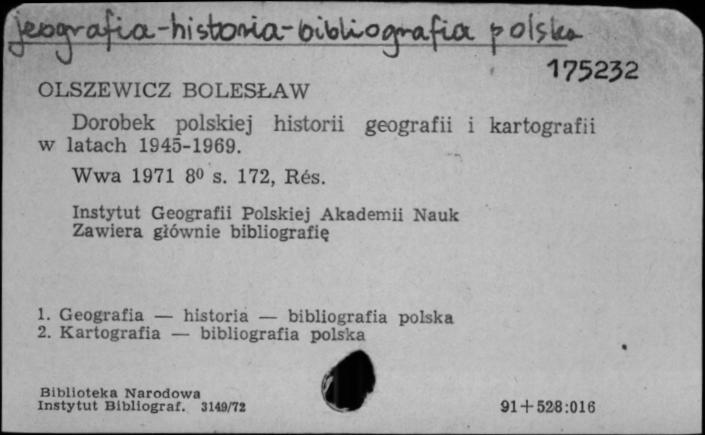 jeografia-historia-bibliografia polska
175232
OLSZEWICZ BOLESŁAW
Dorobek polskiej historii geografii i kartografii
w latach 1945-1969.
Wwa 1971 8⁰ s. 172, Rés.
Instytut Geografii Polskiej Akademii Nauk
Zawiera głównie bibliografię
1. Geografia — historia — bibliografia polska
2. Kartografia — bibliografia polska
Biblioteka Narodowa
Instytut Bibliograf. 3149/72
91+528:016